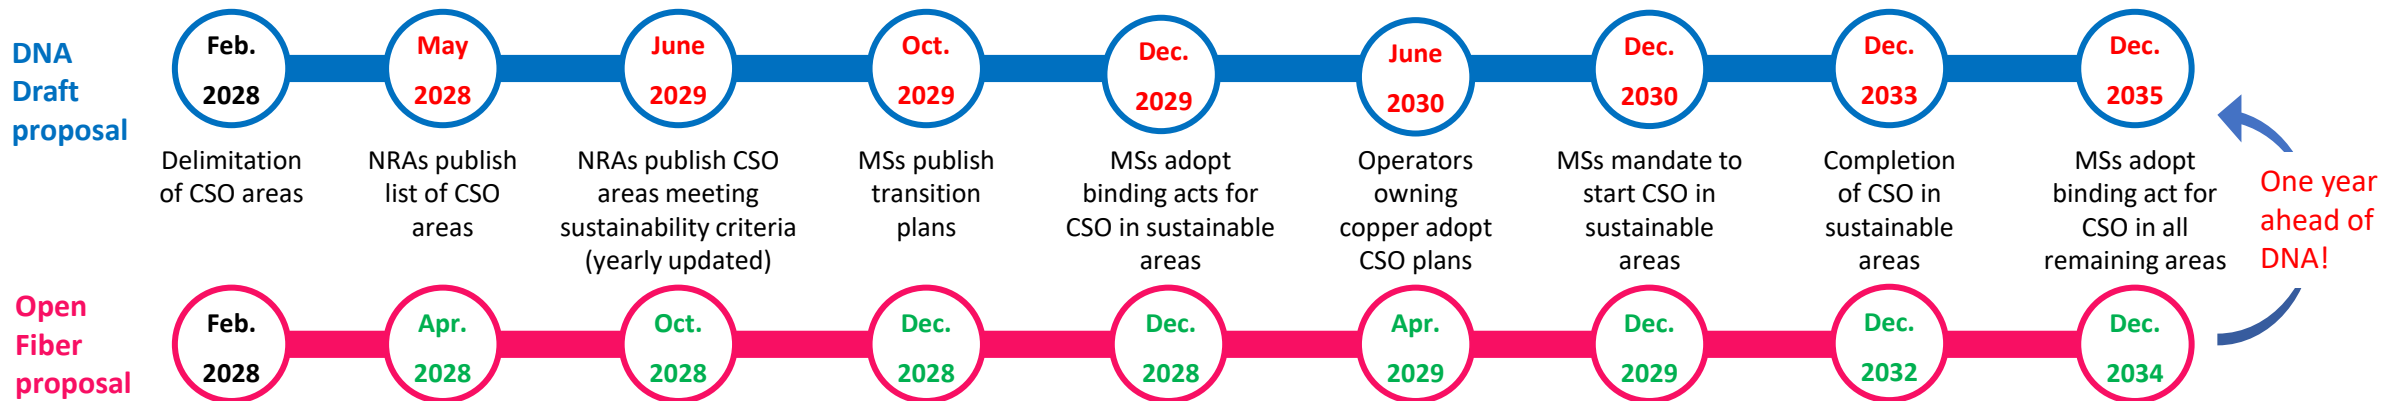 DNA
Draft
proposal
Feb.
2028
May
2028
June
2029
Oct.
2029
Dec.
2029
June
2030
Dec.
2030
Dec.
2033
Dec.
2035
Delimitation
of CSO areas
NRAs publish
list of CSO
areas
NRAs publish CSO
areas meeting
sustainability criteria
(yearly updated)
MSs publish
transition
plans
MSs adopt
binding acts for
CSO in sustainable
areas
Operators
owning
copper adopt
CSO plans
MSs mandate to
start CSO in
sustainable
areas
Completion
of CSO in
sustainable
areas
MSs adopt
binding act for
CSO in all
remaining areas
One year
ahead of
DNA!
Open
Fiber
proposal
Feb.
2028
Apr.
2028
Oct.
2028
Dec.
2028
Dec.
2028
Apr.
2029
Dec.
2029
Dec.
2032
Dec.
2034